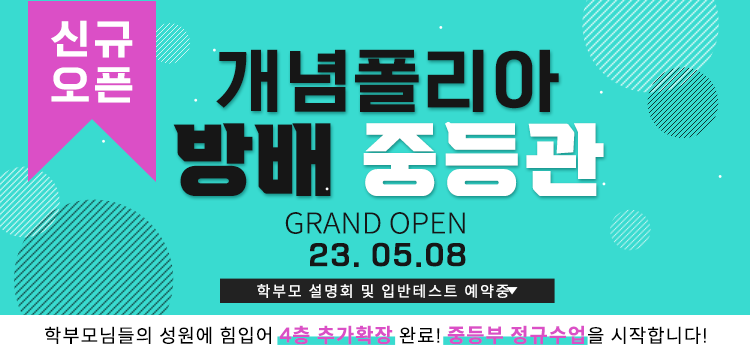 신규
오픈
개념폴리아
방배 중등관
GRAND OPEN
23. 05.08
학부모 설명회 및 입반테스트 예약중▼
학부모님들의 성원에 힘입어 4층 추가확장 완료! 중등부 정규수업을 시작합니다!